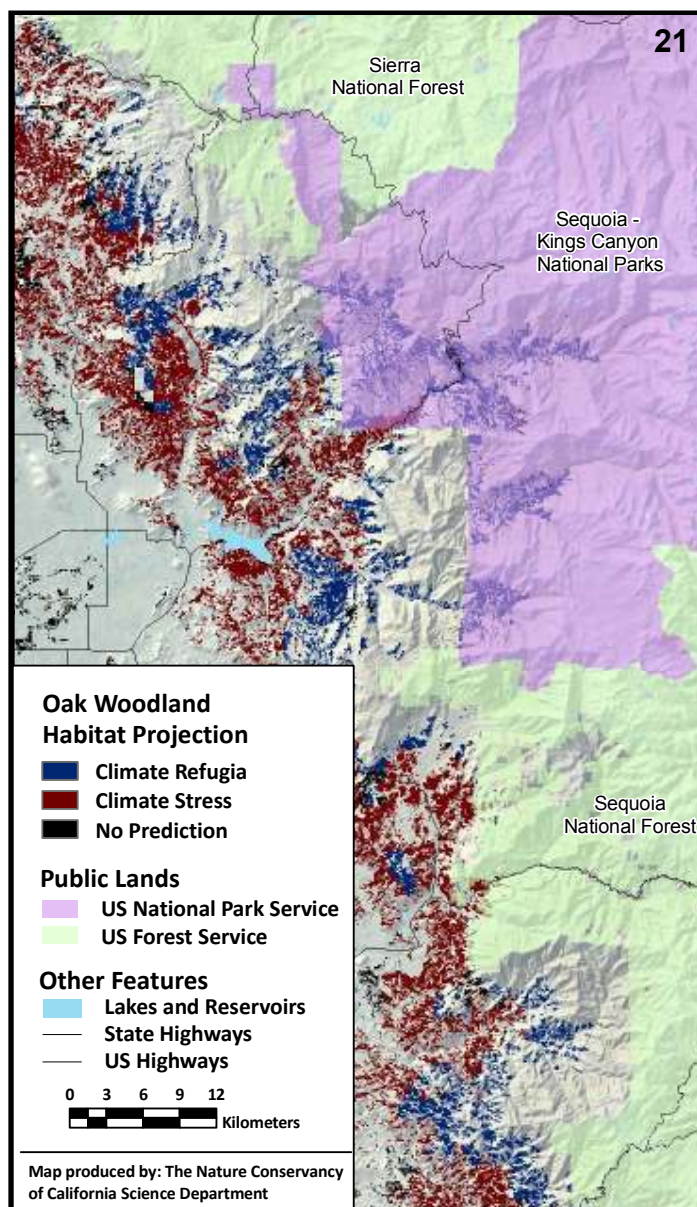 21
Sierra
National Forest
Sequoia -
Kings Canyon
National Parks
Sequoia
National Forest
Oak Woodland
Habitat Projection
Climate Refugia
Climate Stress
No Prediction
Public Lands
US National Park Service
US Forest Service
Other Features
Lakes and Reservoirs
State Highways
US Highways
0 3 6 9 12
Kilometers
Map produced by: The Nature Conservancy
of California Science Department